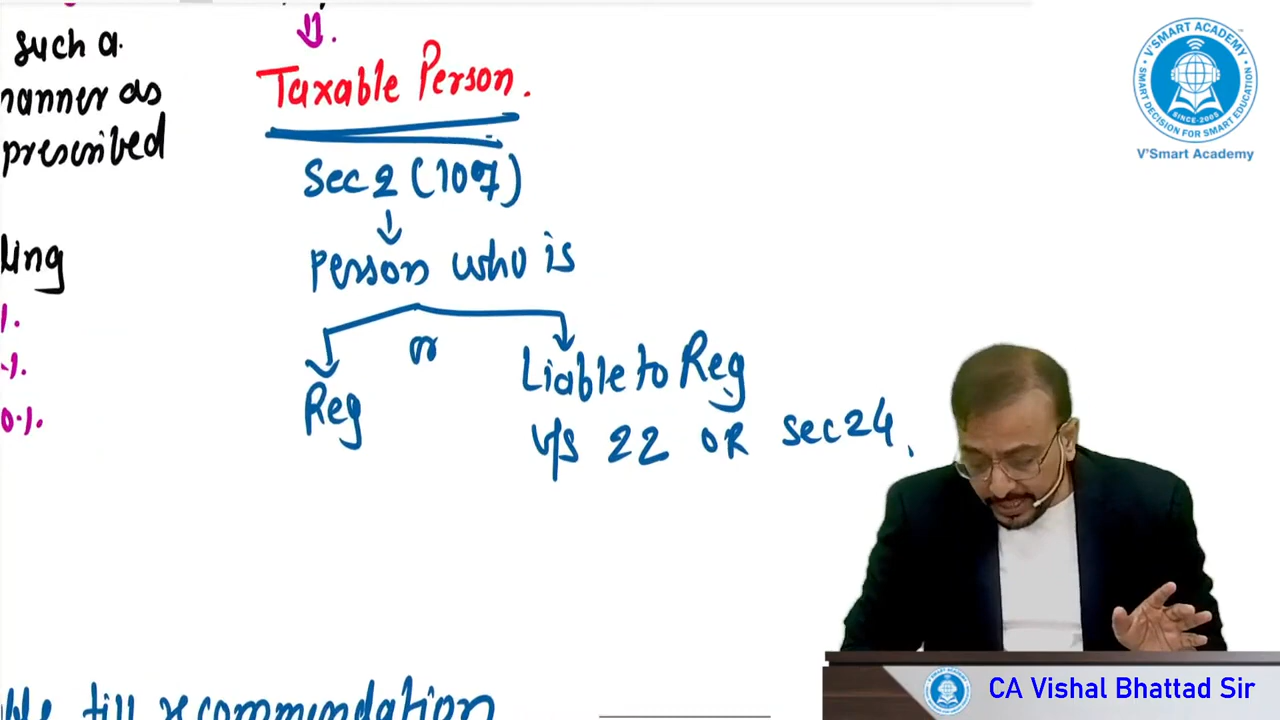 such a
manner as
prescribed
ling
Taxable Person.
Sec 2 (107)
Person who is
Reg
or
Liable to Reg
u/s 22 OR sec 24
till recommendation
V'SMART ACADEMY
SINCE-2005
SMART DECISION FOR SMART EDUCATION
V'Smart Academy
CA Vishal Bhattad Sir